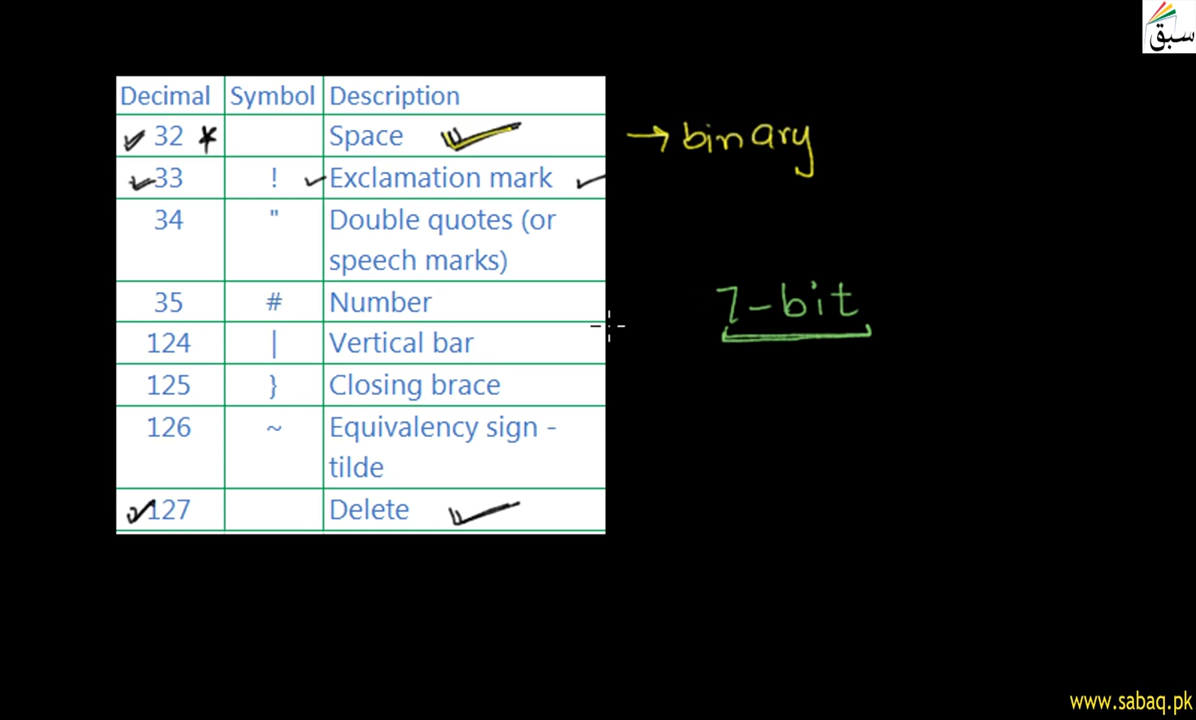 سبق
Decimal Symbol Description
32 * Space → binary
33 ! Exclamation mark
34 " Double quotes (or
speech marks)
35 # Number 7-bit
124 | Vertical bar
125 } Closing brace
126 ~ Equivalency sign -
tilde
127 Delete
www.sabaq.pk